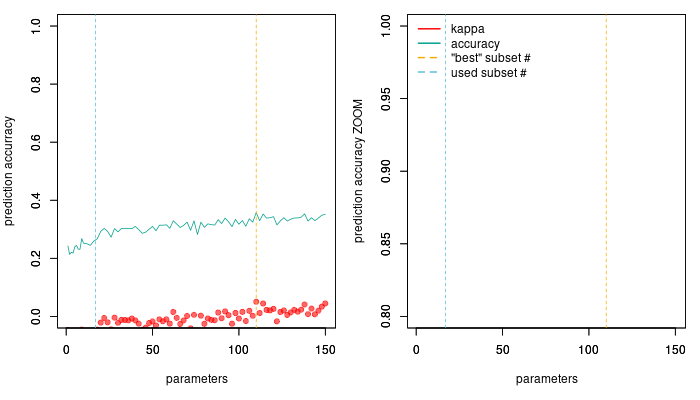 prediction accurracy
1.0
0.8
0.6
0.4
0.2
0.0
0
50
100
150
parameters
prediction accuracy ZOOM
1.00
0.95
0.90
0.85
0.80
0
50
100
150
parameters
kappa
accuracy
"best" subset #
used subset #